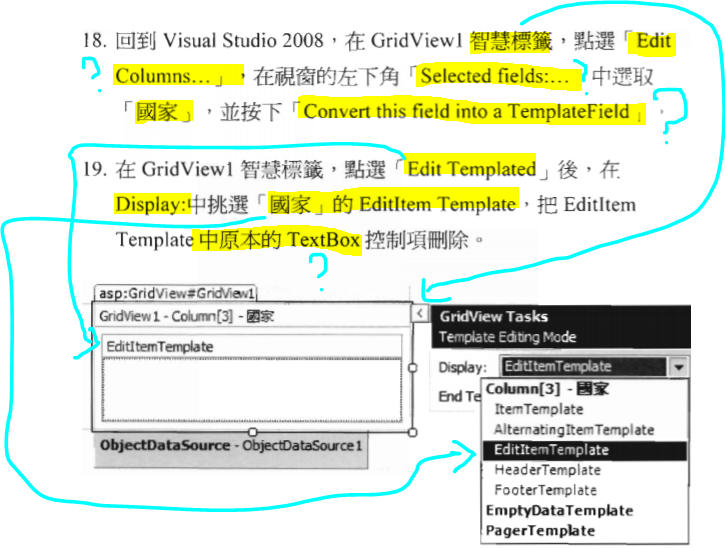 18. 回到 Visual Studio 2008，在 GridView1 智慧標籤，點選「Edit
Columns…」，在視窗的左下角「Selected fields:… 中選取
「國家」，並按下「Convert this field into a TemplateField」。
?
?
?
19. 在 GridView1 智慧標籤，點選「Edit Templated」後，在
Display:中挑選「國家」的 EditItem Template，把 EditItem
Template 中原本的 TextBox 控制項刪除。
?
asp:GridView#GridView1
GridView1 - Column[3] - 國家
EditItemTemplate
ObjectDataSource - ObjectDataSource1
<
GridView Tasks
Template Editing Mode
Display: EditItemTemplate
End Te
Column[3] - 國家
ItemTemplate
AlternatingItemTemplate
EditItemTemplate
HeaderTemplate
FooterTemplate
EmptyDataTemplate
PagerTemplate